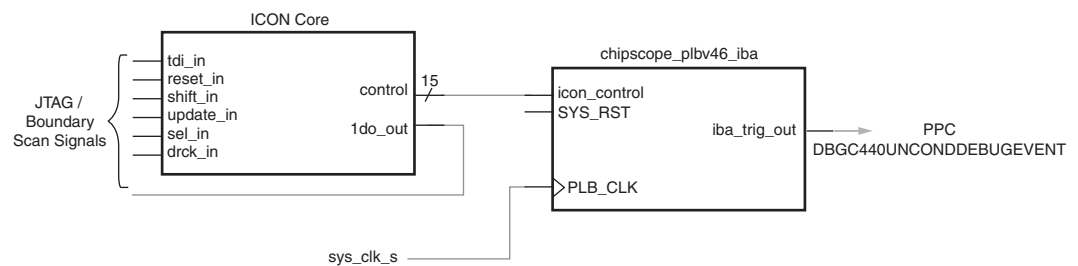 ICON Core
tdi_in
reset_in
shift_in
update_in
sel_in
drck_in
JTAG /
Boundary
Scan Signals
control
15
1do_out
chipscope_plbv46_iba
icon_control
SYS_RST
iba_trig_out
PLB_CLK
PPC
DBGC440UNCONDDEBUGEVENT
sys_clk_s